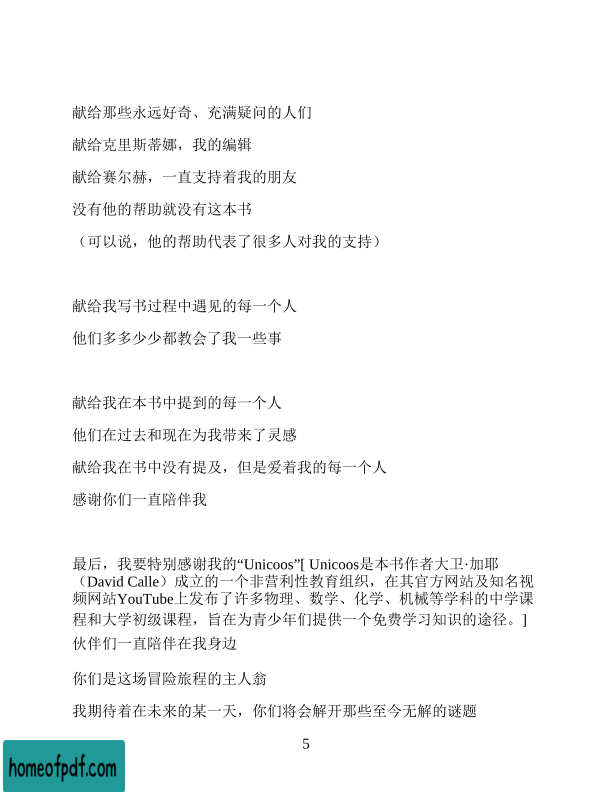 献给那些永远好奇、充满疑问的人们
献给克里斯蒂娜，我的编辑
献给赛尔赫，一直支持着我的朋友
没有他的帮助就没有这本书
（可以说，他的帮助代表了很多人对我的支持）
献给我写书过程中遇见的每一个人
他们多多少少都教会了我一些事
献给我在本书中提到的每一个人
他们在过去和现在为我带来了灵感
献给我在书中没有提及，但是爱着我的每一个人
感谢你们一直陪伴我
最后，我要特别感谢我的“Unicoos”[ Unicoos是本书作者大卫·加耶
（David Calle）成立的一个非营利性教育组织，在其官方网站及知名视
频网站YouTube上发布了许多物理、数学、化学、机械等学科的中学课
程和大学初级课程，旨在为青少年们提供一个免费学习知识的途径。]
伙伴们一直陪伴在我身边
你们是这场冒险旅程的主人翁
我期待着在未来的某一天，你们将会解开那些至今无解的谜题
5
homeofpdf.com